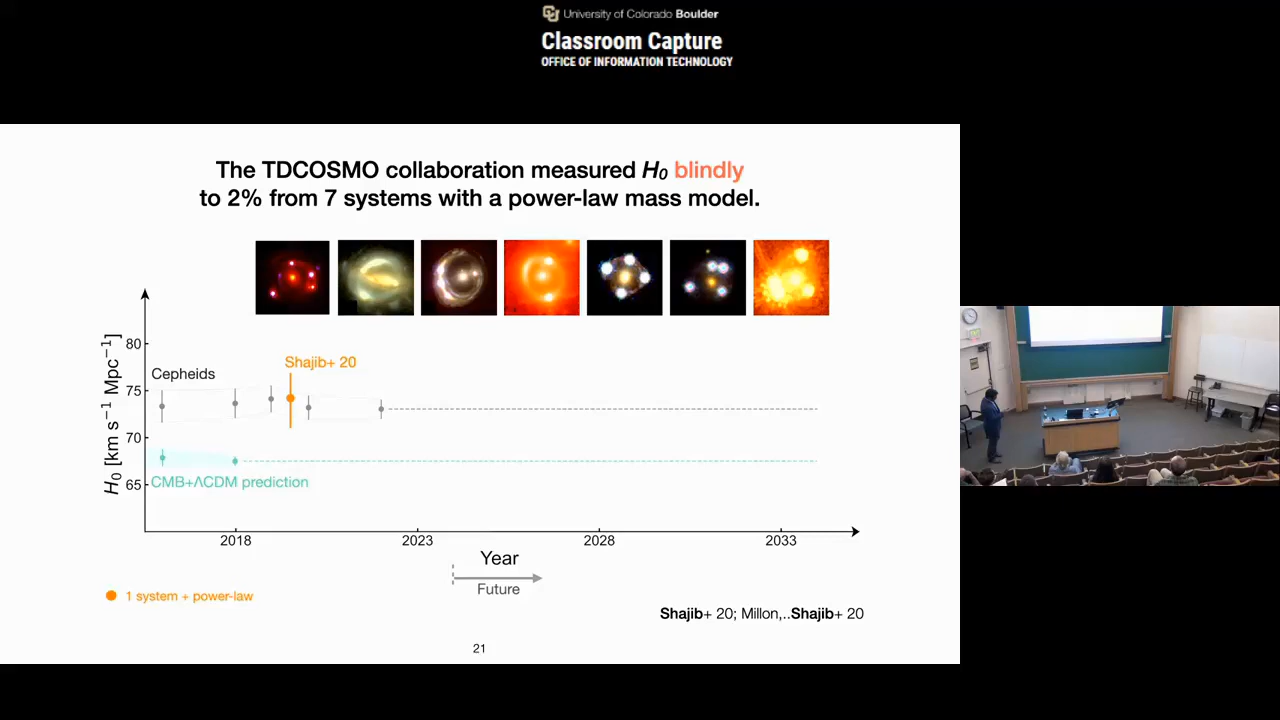 University of Colorado Boulder
Classroom Capture
OFFICE OF INFORMATION TECHNOLOGY
The TDCOSMO collaboration measured H₀ blindly
to 2% from 7 systems with a power-law mass model.
H₀ [km s⁻¹ Mpc⁻¹]
80
75
70
65
Cepheids
Shajib+ 20
CMB+ΛCDM prediction
2018
2023
2028
2033
Year
Future
1 system + power-law
Shajib+ 20; Millon,..Shajib+ 20
21